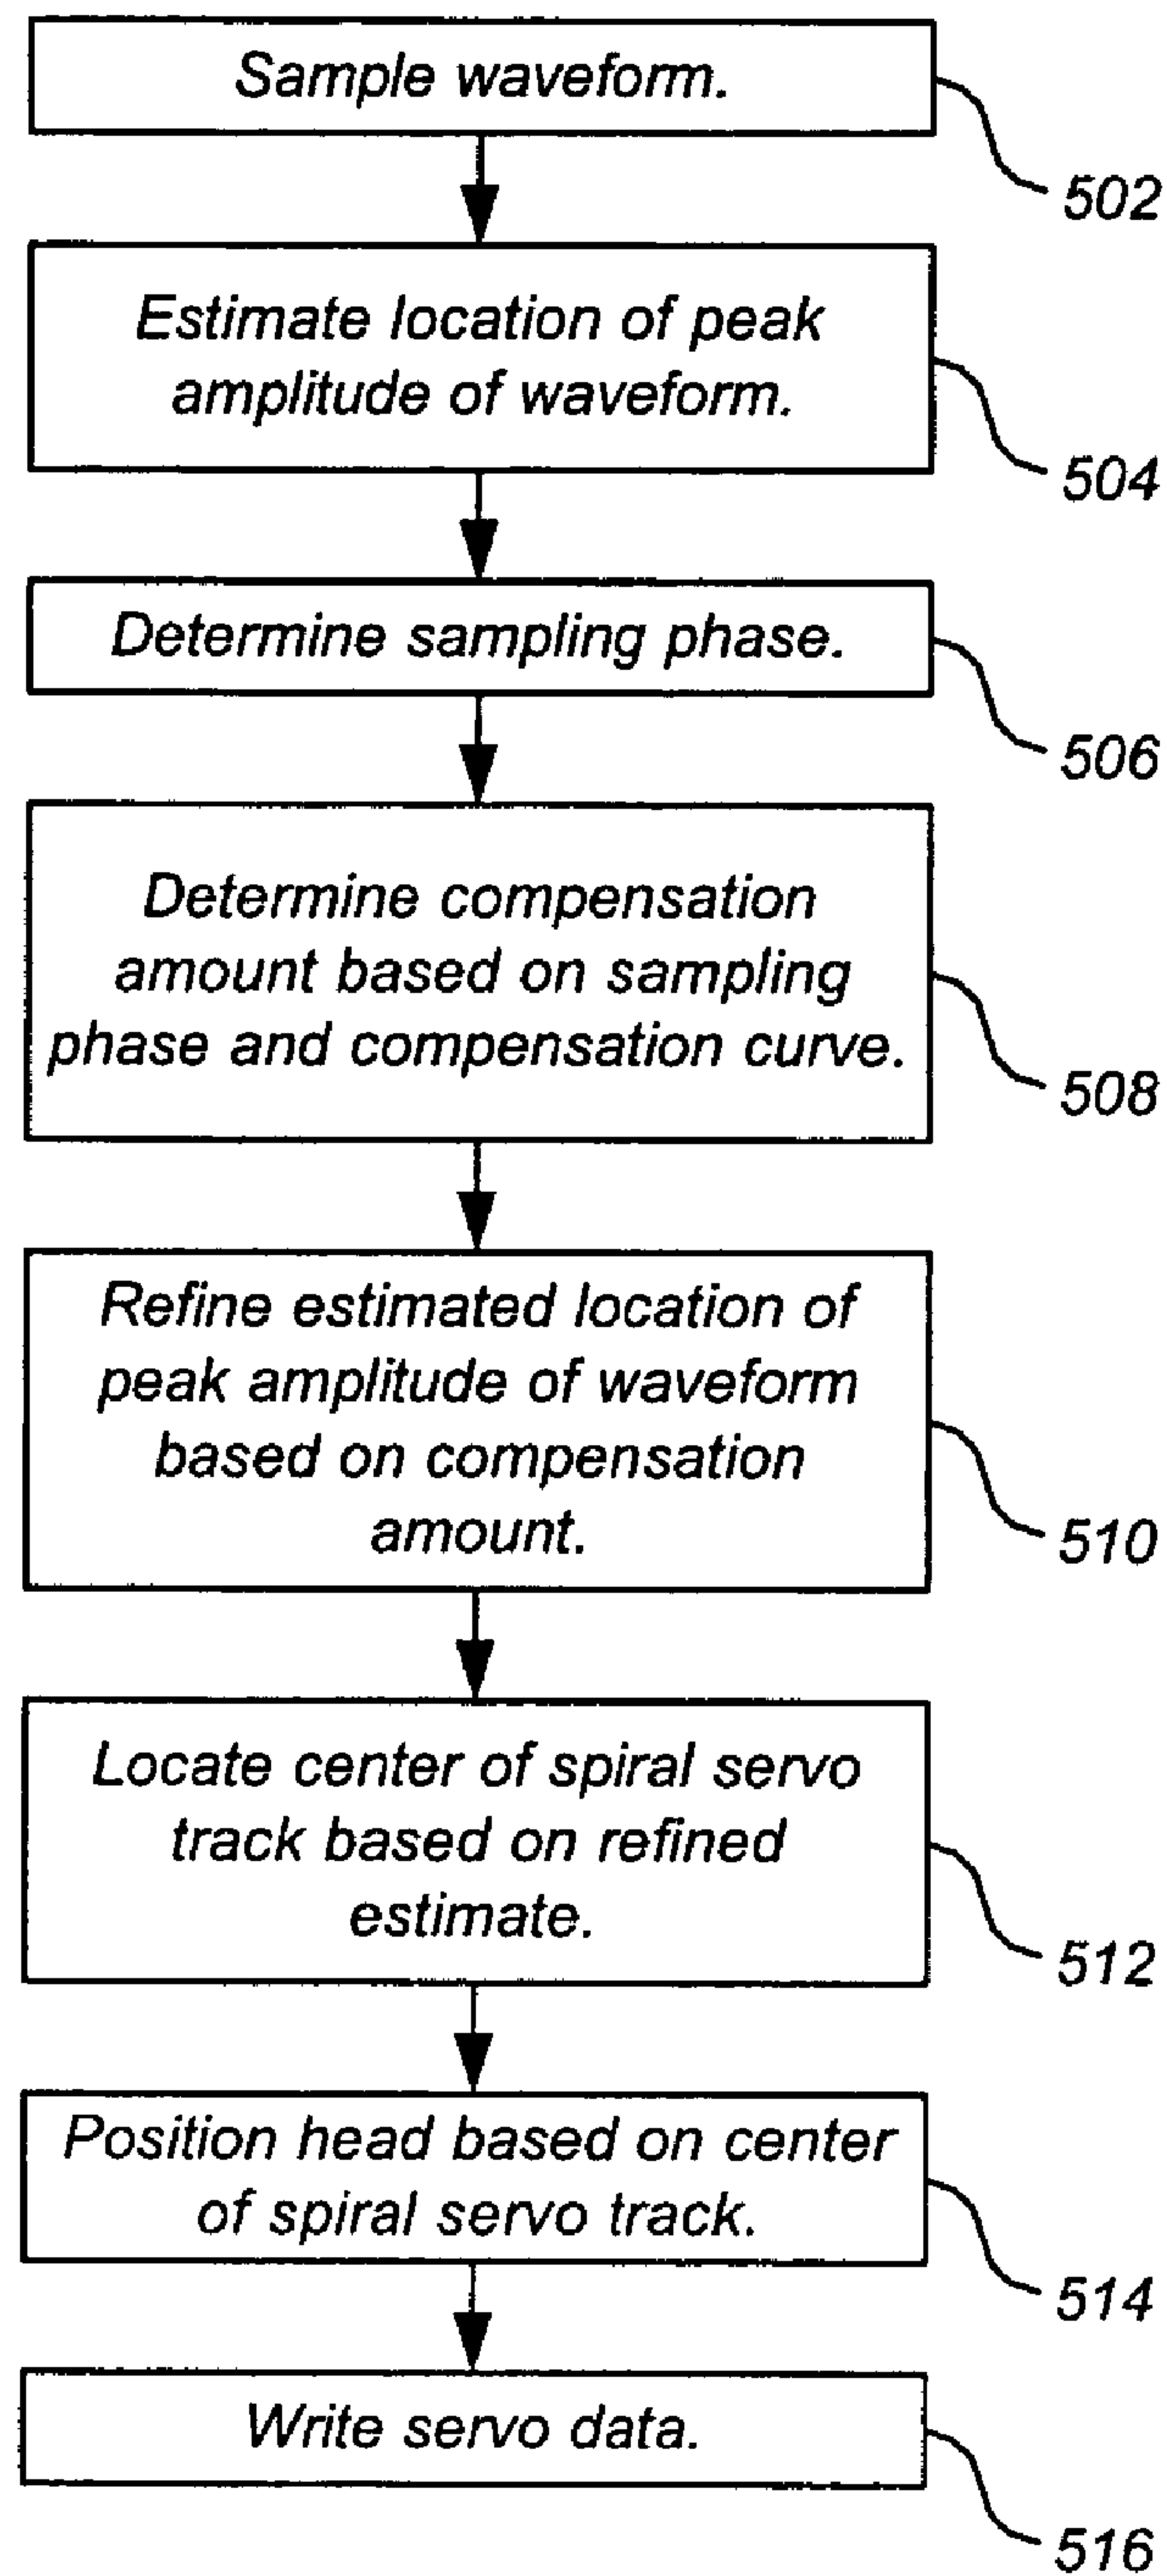 Sample waveform.
502
Estimate location of peak
amplitude of waveform.
504
Determine sampling phase.
506
Determine compensation
amount based on sampling
phase and compensation curve.
508
Refine estimated location of
peak amplitude of waveform
based on compensation
amount.
510
Locate center of spiral servo
track based on refined
estimate.
512
Position head based on center
of spiral servo track.
514
Write servo data.
516